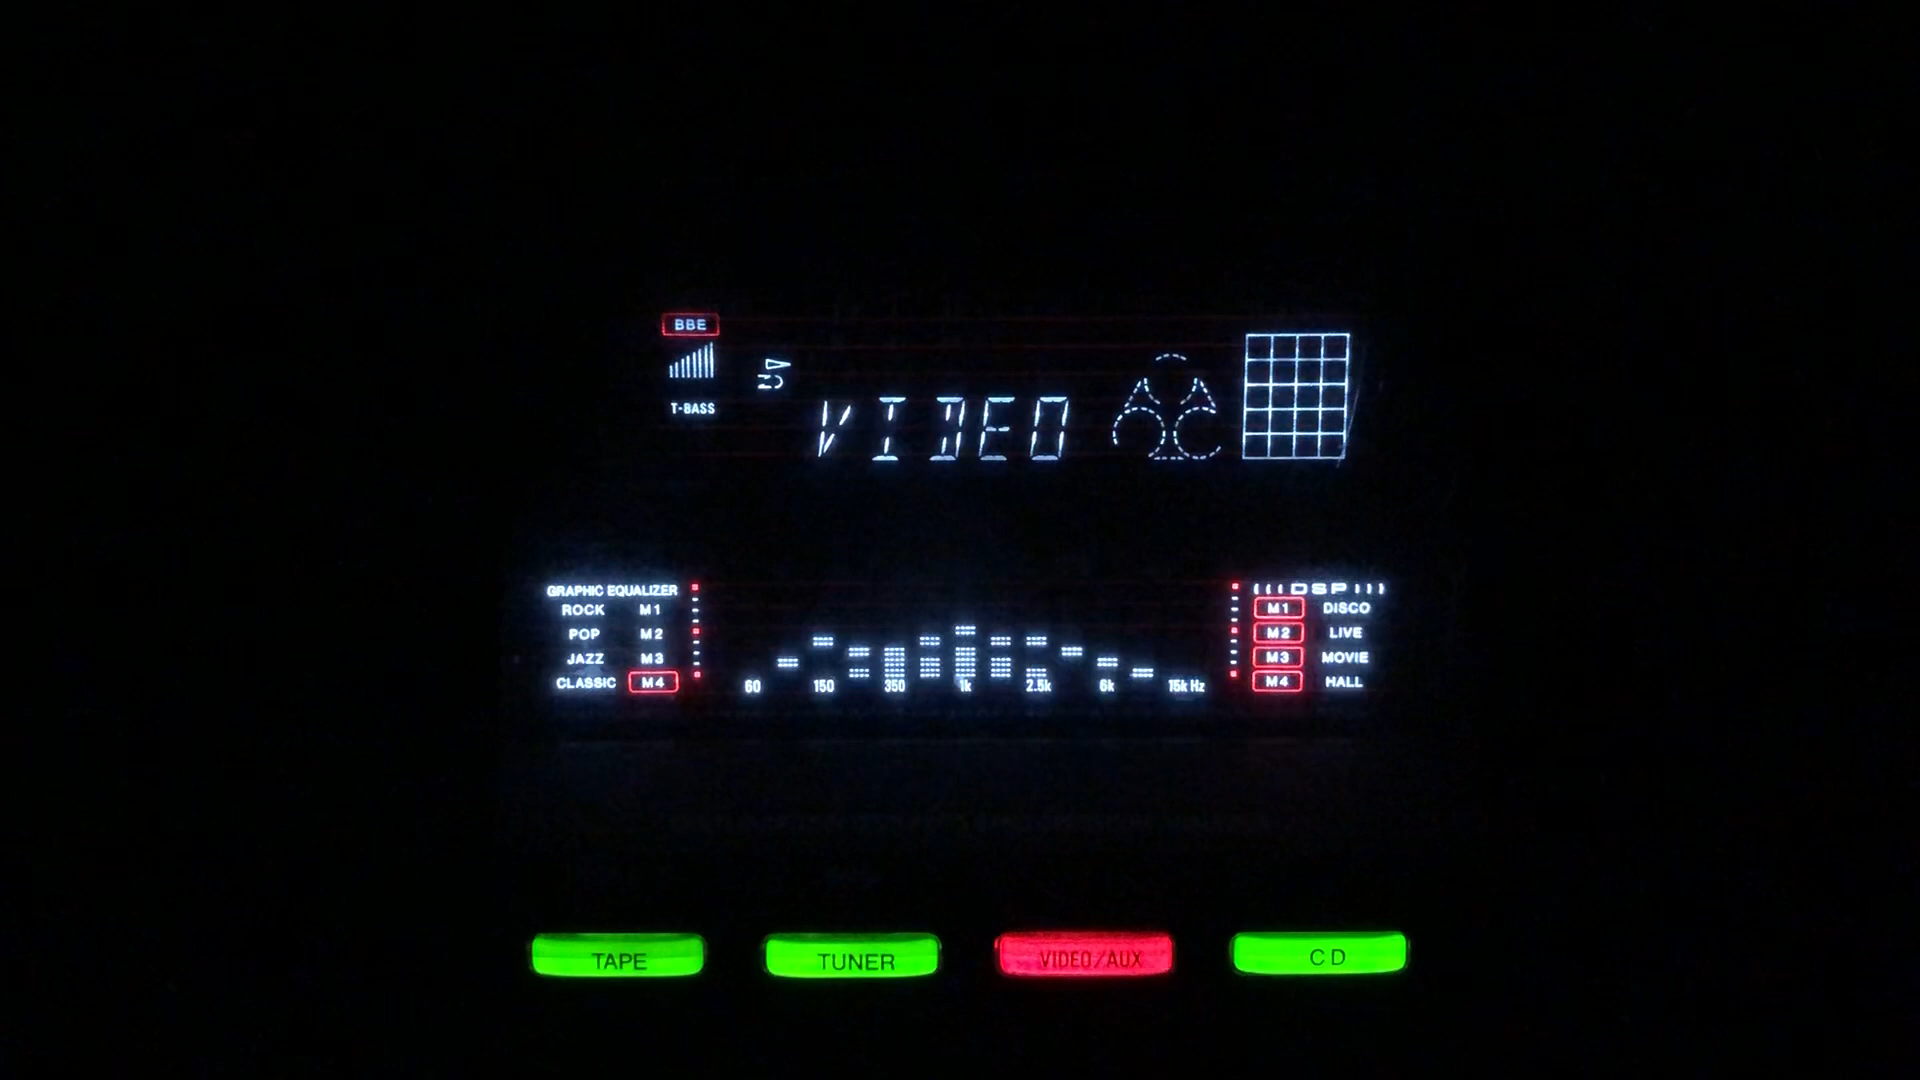 BBE
T-BASS
VIDEO
GRAPHIC EQUALIZER
ROCK M1
POP M2
JAZZ M3
CLASSIC M4
60 150 350 1k 2.5k 6k 15k Hz
DSP
M1 DISCO
M2 LIVE
M3 MOVIE
M4 HALL
TAPE TUNER VIDEO/AUX CD